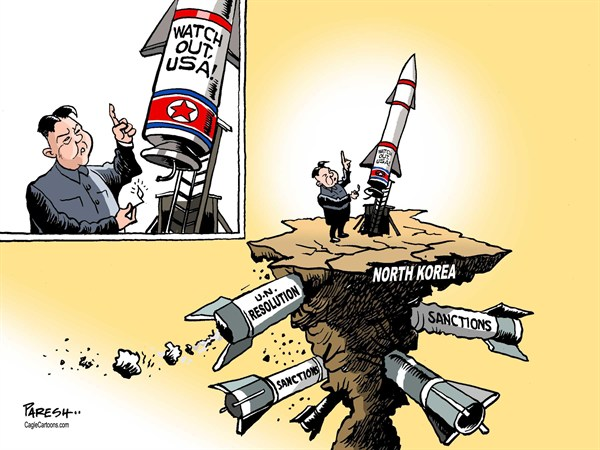 WATCH
OUT,
USA!
WATCH
OUT
USA!
NORTH KOREA
U.N.
RESOLUTION
SANCTIONS
SANCTIONS
PARESH..
CagleCartoons.com